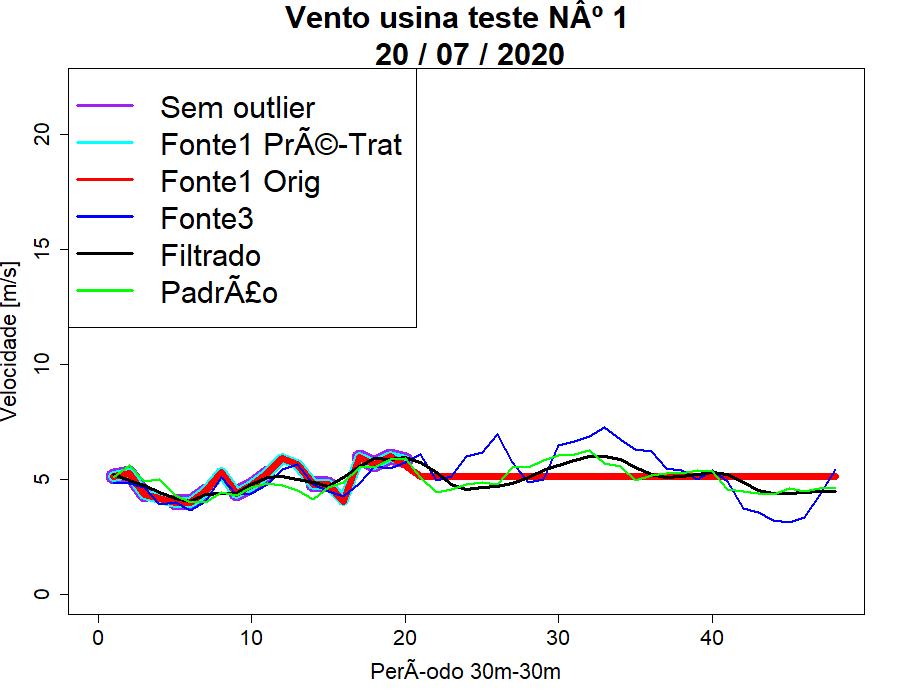 Vento usina teste NÂº 1
20 / 07 / 2020
Sem outlier
Fonte1 PrÃ©-Trat
Fonte1 Orig
Fonte3
Filtrado
PadrÃ£o
Velocidade [m/s]
20
15
10
5
0
0 10 20 30 40
PerÃ-odo 30m-30m